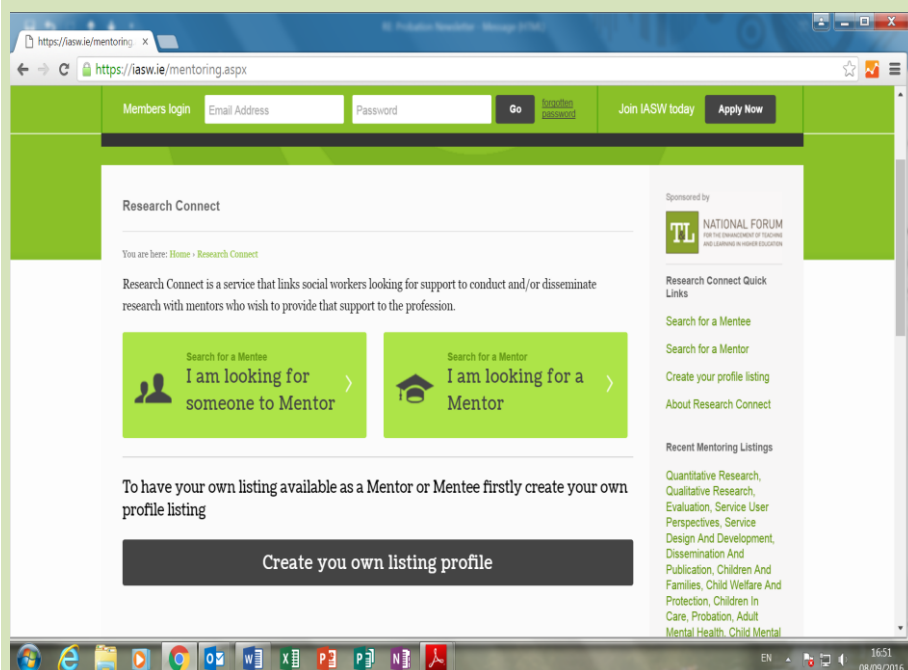 RE: Probation Newsletter - Message (HTML)
https://iasw.ie/mentoring.
https://iasw.ie/mentoring.aspx
Members login Email Address Password Go forgotten
password
Join IASW today Apply Now
Research Connect
You are here: Home › Research Connect
Research Connect is a service that links social workers looking for support to conduct and/or disseminate
research with mentors who wish to provide that support to the profession.
Search for a Mentee
I am looking for
someone to Mentor
Search for a Mentor
I am looking for a
Mentor
To have your own listing available as a Mentor or Mentee firstly create your own
profile listing
Create you own listing profile
Sponsored by
T&L
NATIONAL FORUM
FOR THE ENHANCEMENT OF TEACHING
AND LEARNING IN HIGHER EDUCATION
Research Connect Quick
Links
Search for a Mentee
Search for a Mentor
Create your profile listing
About Research Connect
Recent Mentoring Listings
Quantitative Research,
Qualitative Research,
Evaluation, Service User
Perspectives, Service
Design And Development,
Dissemination And
Publication, Children And
Families, Child Welfare And
Protection, Children In
Care, Probation, Adult
Mental Health, Child Mental
EN
16:51
08/09/2016